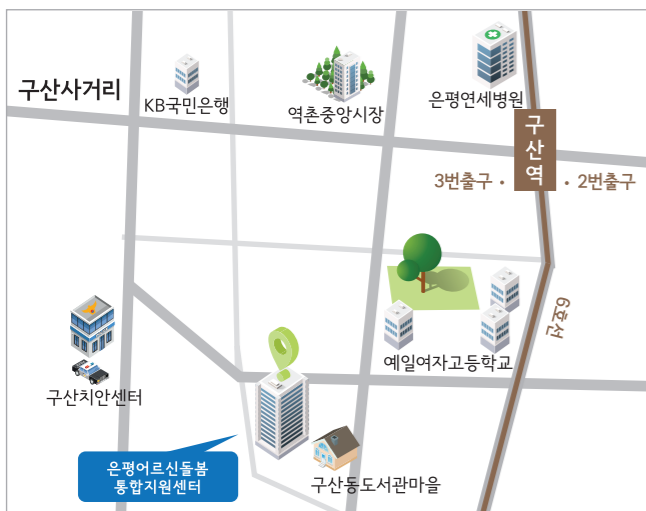 구산사거리
KB국민은행
역촌중앙시장
은평연세병원
구산역
3번출구
2번출구
6호선
예일여자고등학교
구산치안센터
은평어르신돌봄
통합지원센터
구산동도서관마을